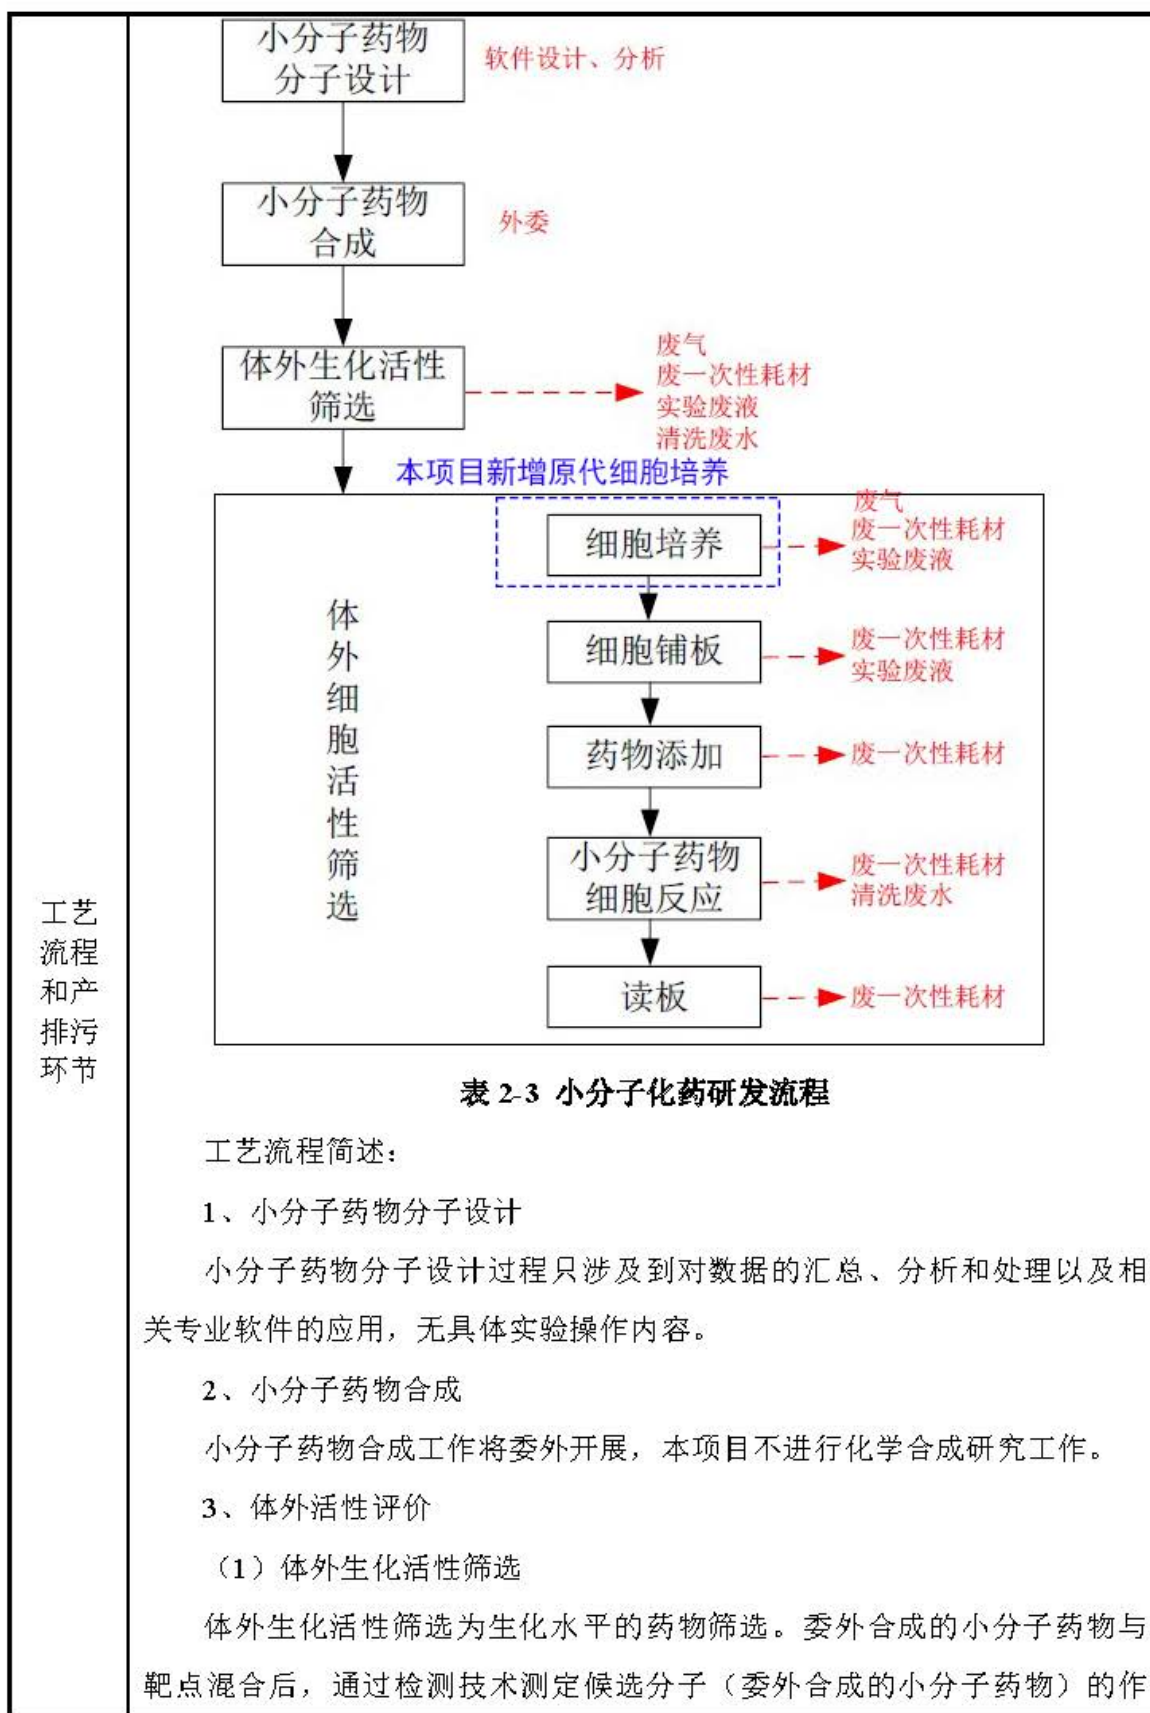 小分子药物
分子设计
软件设计、分析
小分子药物
合成
外委
体外生化活性
筛选
废气
废一次性耗材
实验废液
清洗废水
本项目新增原代细胞培养
体外细胞活性筛选
细胞培养
废气
废一次性耗材
实验废液
细胞铺板
废一次性耗材
实验废液
药物添加
废一次性耗材
小分子药物
细胞反应
废一次性耗材
清洗废水
读板
废一次性耗材
工艺
流程
和产
排污
环节
表 2-3 小分子化药研发流程
工艺流程简述：
1、小分子药物分子设计
小分子药物分子设计过程只涉及到对数据的汇总、分析和处理以及相
关专业软件的应用，无具体实验操作内容。
2、小分子药物合成
小分子药物合成工作将委外开展，本项目不进行化学合成研究工作。
3、体外活性评价
（1）体外生化活性筛选
体外生化活性筛选为生化水平的药物筛选。委外合成的小分子药物与
靶点混合后，通过检测技术测定候选分子（委外合成的小分子药物）的作